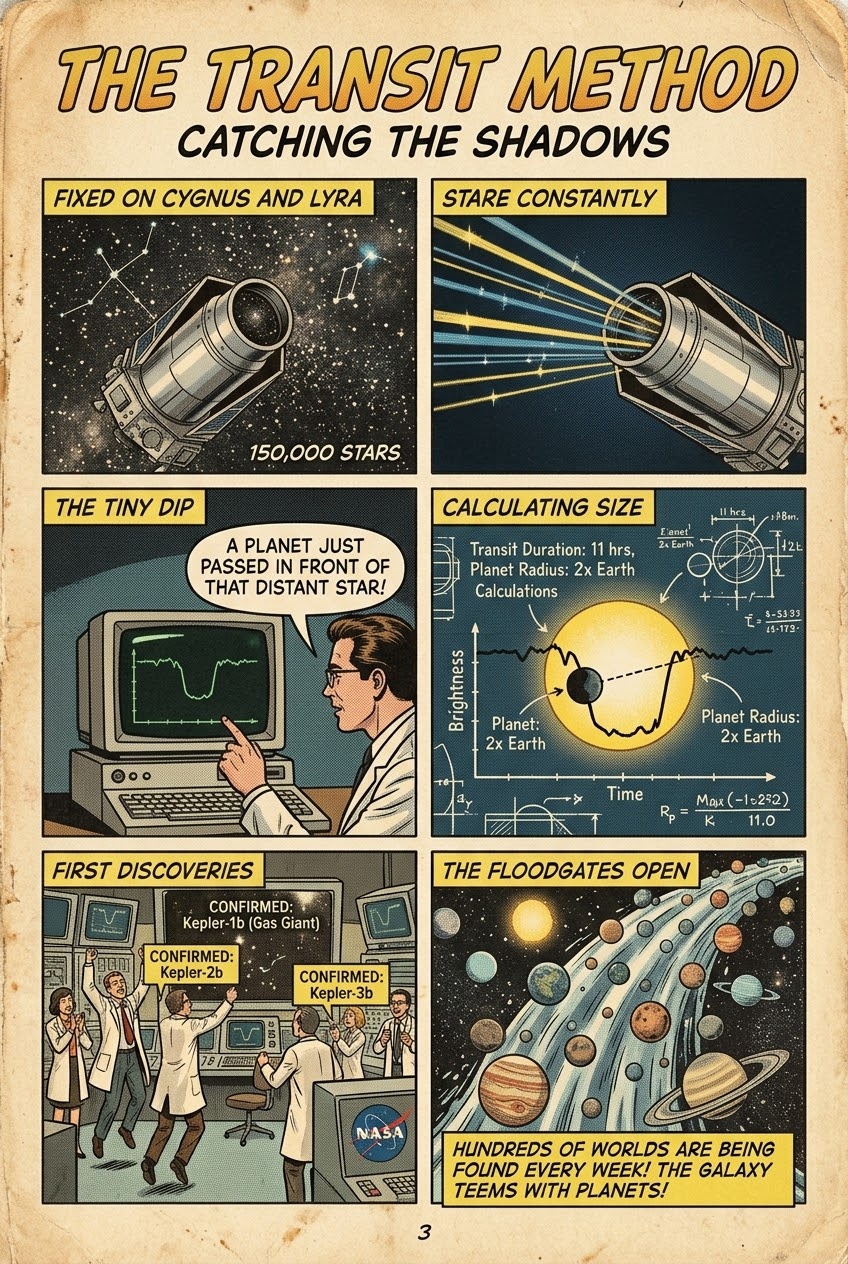 THE TRANSIT METHOD
CATCHING THE SHADOWS
FIXED ON CYGNUS AND LYRA
150,000 STARS
STARE CONSTANTLY
THE TINY DIP
A PLANET JUST
PASSED IN FRONT OF
THAT DISTANT STAR!
CALCULATING SIZE
Transit Duration: 11 hrs,
Planet Radius: 2x Earth
Calculations
11 hrs
2x Earth
Brightness
Planet:
2x Earth
Planet Radius:
2x Earth
Time
FIRST DISCOVERIES
CONFIRMED:
Kepler-1b (Gas Giant)
CONFIRMED:
Kepler-2b
CONFIRMED:
Kepler-3b
NASA
THE FLOODGATES OPEN
HUNDREDS OF WORLDS ARE BEING
FOUND EVERY WEEK! THE GALAXY
TEEMS WITH PLANETS!
3